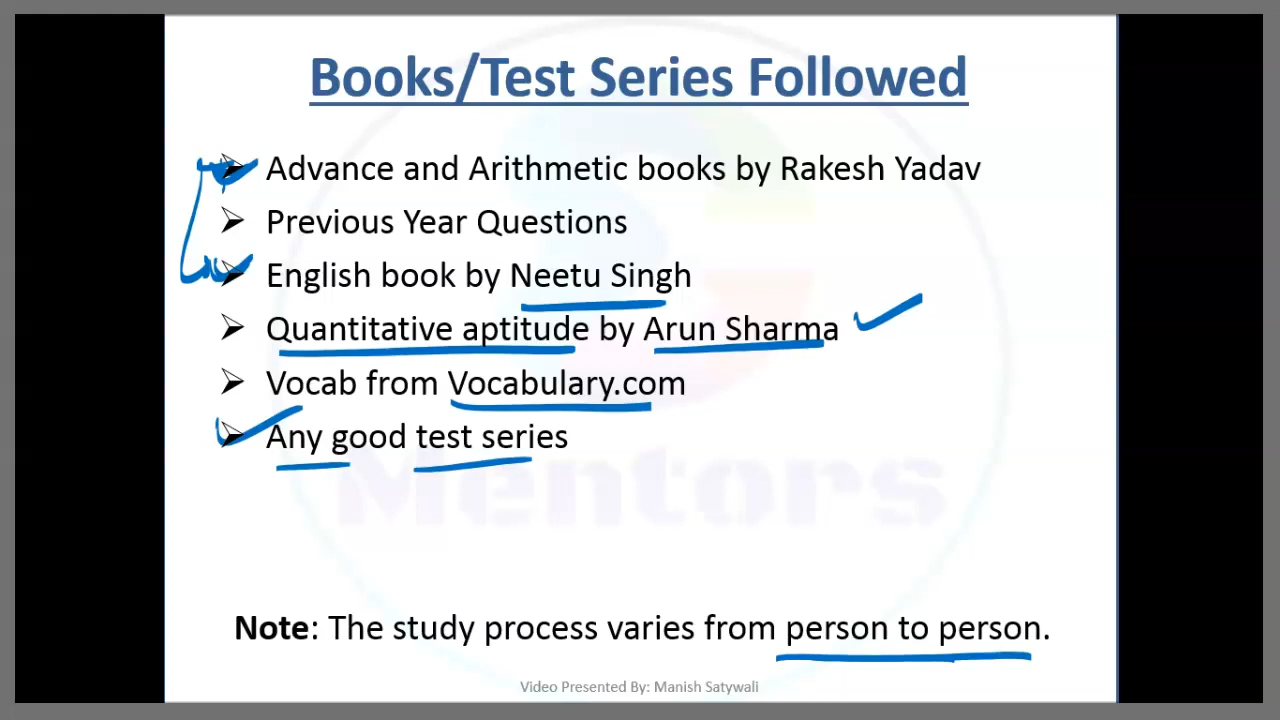 Books/Test Series Followed
➢ Advance and Arithmetic books by Rakesh Yadav
➢ Previous Year Questions
➢ English book by Neetu Singh
➢ Quantitative aptitude by Arun Sharma
➢ Vocab from Vocabulary.com
➢ Any good test series
Mentors
Note: The study process varies from person to person.
Video Presented By: Manish Satywali